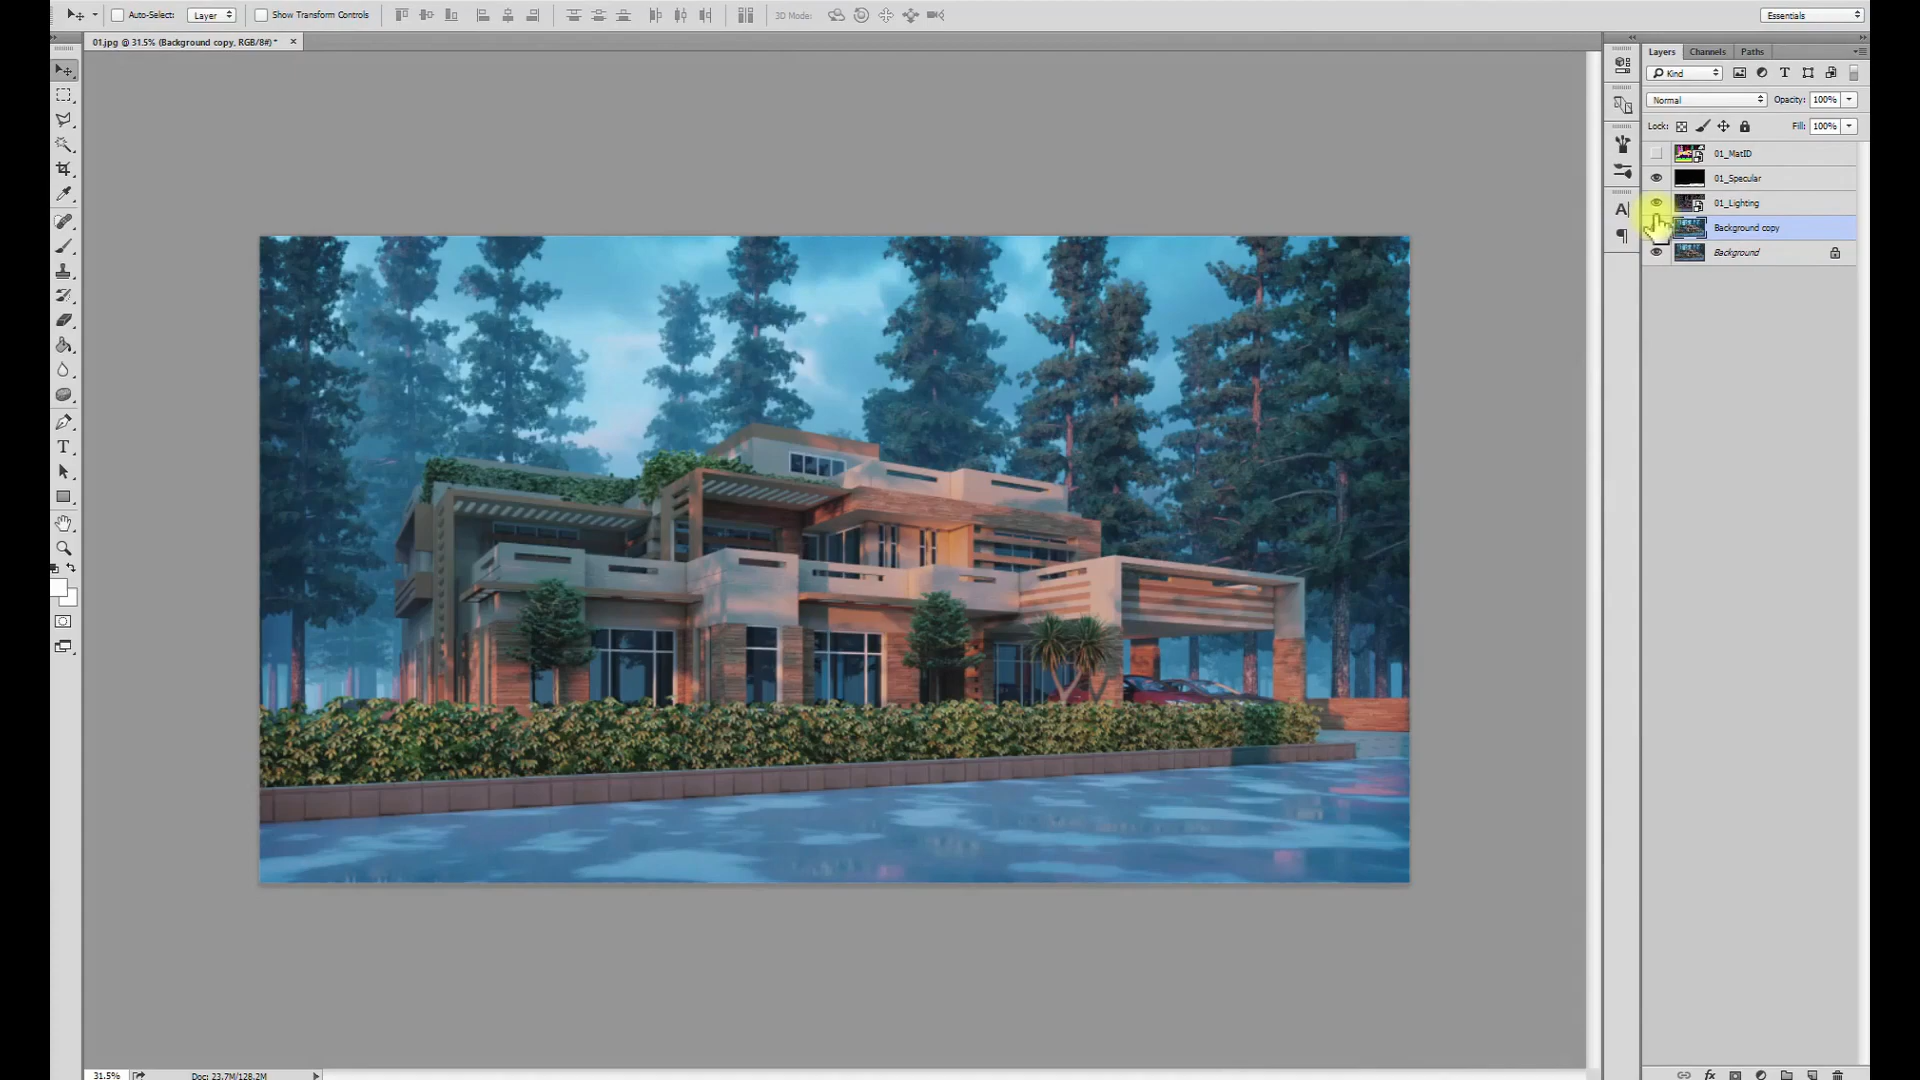 Auto-Select:
Layer
Show Transform Controls
3D Mode:
Essentials
01.jpg @ 31.5% (Background copy, RGB/8#) *
Layers
Channels
Paths
Kind
Normal
Opacity: 100%
Lock:
Fill: 100%
01_MatID
01_Specular
01_Lighting
Background copy
Background
31.5%
Doc: 23.7M/128.2M